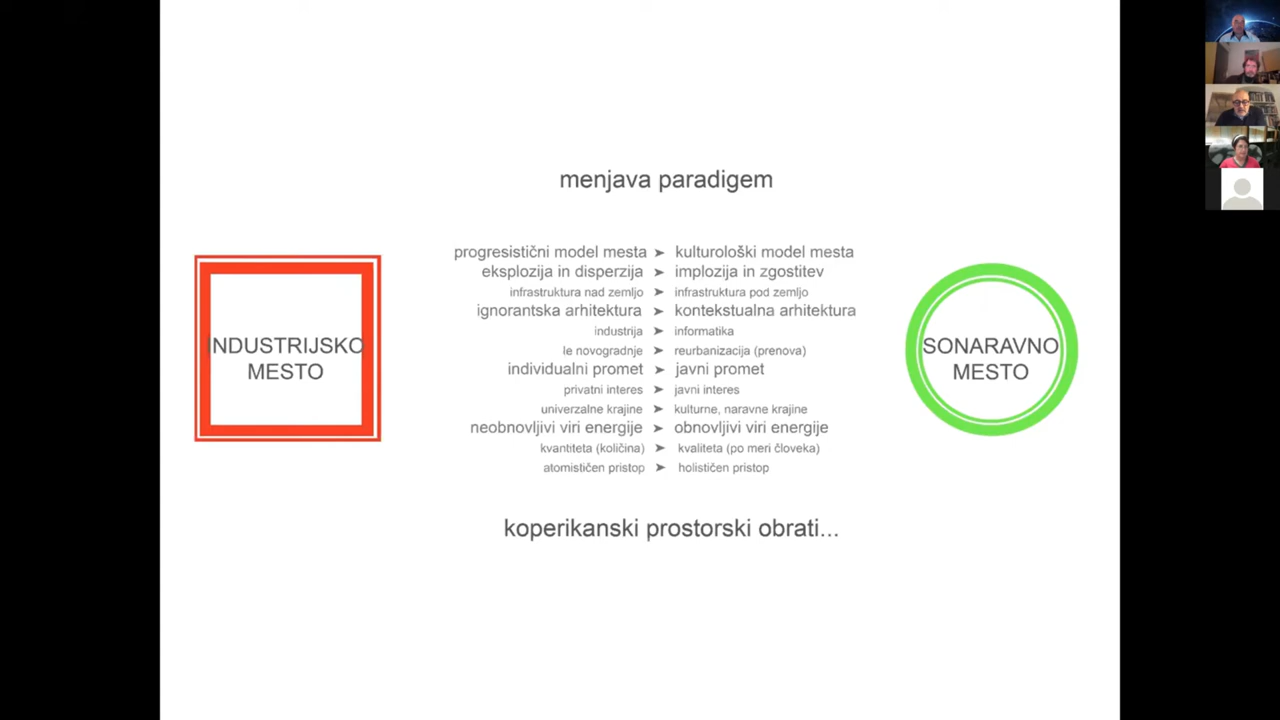 menjava paradigem
progresistični model mesta ➤ kulturološki model mesta
eksplozija in disperzija ➤ implozija in zgostitev
infrastruktura nad zemljo ➤ infrastruktura pod zemljo
ignorantska arhitektura ➤ kontekstualna arhitektura
industrija ➤ informatika
le novogradnje ➤ reurbanizacija (prenova)
individualni promet ➤ javni promet
privatni interes ➤ javni interes
univerzalne krajine ➤ kulturne, naravne krajine
neobnovljivi viri energije ➤ obnovljivi viri energije
kvantiteta (količina) ➤ kvaliteta (po meri človeka)
atomističen pristop ➤ holističen pristop
INDUSTRIJSKO
MESTO
SONARAVNO
MESTO
koperikanski prostorski obrati...